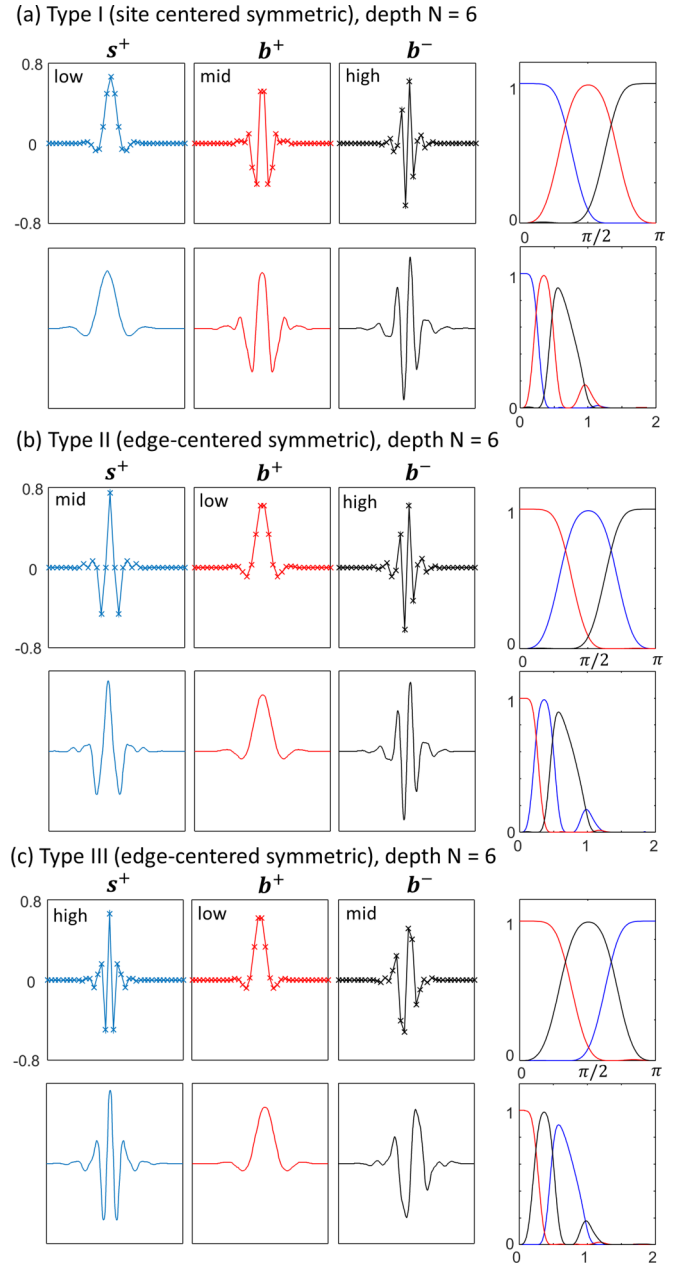 (a) Type I (site centered symmetric), depth N = 6
s⁺ b⁺ b⁻
0.8 low mid high 1
0
-0.8 0
0 π/2 π
1
0
0 1 2
(b) Type II (edge-centered symmetric), depth N = 6
s⁺ b⁺ b⁻
0.8 mid low high 1
0
-0.8 0
0 π/2 π
1
0
0 1 2
(c) Type III (edge-centered symmetric), depth N = 6
s⁺ b⁺ b⁻
0.8 high low mid 1
0
-0.8 0
0 π/2 π
1
0
0 1 2